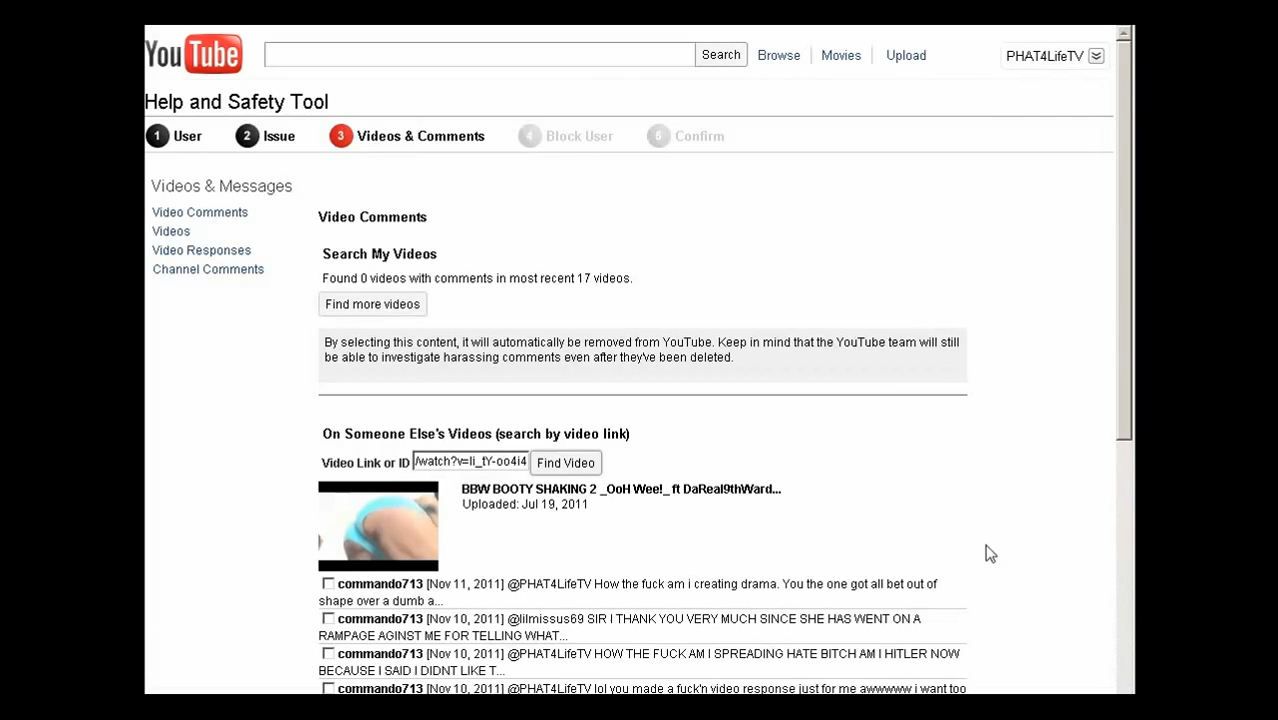 YouTube
Search
Browse
Movies
Upload
PHAT4LifeTV
Help and Safety Tool
1 User
2 Issue
3 Videos & Comments
4 Block User
5 Confirm
Videos & Messages
Video Comments
Videos
Video Responses
Channel Comments
Video Comments
Search My Videos
Found 0 videos with comments in most recent 17 videos.
Find more videos
By selecting this content, it will automatically be removed from YouTube. Keep in mind that the YouTube team will still
be able to investigate harassing comments even after they've been deleted.
On Someone Else's Videos (search by video link)
Video Link or ID /watch?v=li_tY-oo4i4 Find Video
BBW BOOTY SHAKING 2 _OoH Wee!_ ft DaReal9thWard...
Uploaded: Jul 19, 2011
commando713 [Nov 11, 2011] @PHAT4LifeTV How the fuck am i creating drama. You the one got all bet out of
shape over a dumb a...
commando713 [Nov 10, 2011] @lilmissus69 SIR I THANK YOU VERY MUCH SINCE SHE HAS WENT ON A
RAMPAGE AGINST ME FOR TELLING WHAT...
commando713 [Nov 10, 2011] @PHAT4LifeTV HOW THE FUCK AM I SPREADING HATE BITCH AM I HITLER NOW
BECAUSE I SAID I DIDNT LIKE T...
commando713 [Nov 10, 2011] @PHAT4LifeTV lol you made a fuck'n video response just for me awwwww i want too